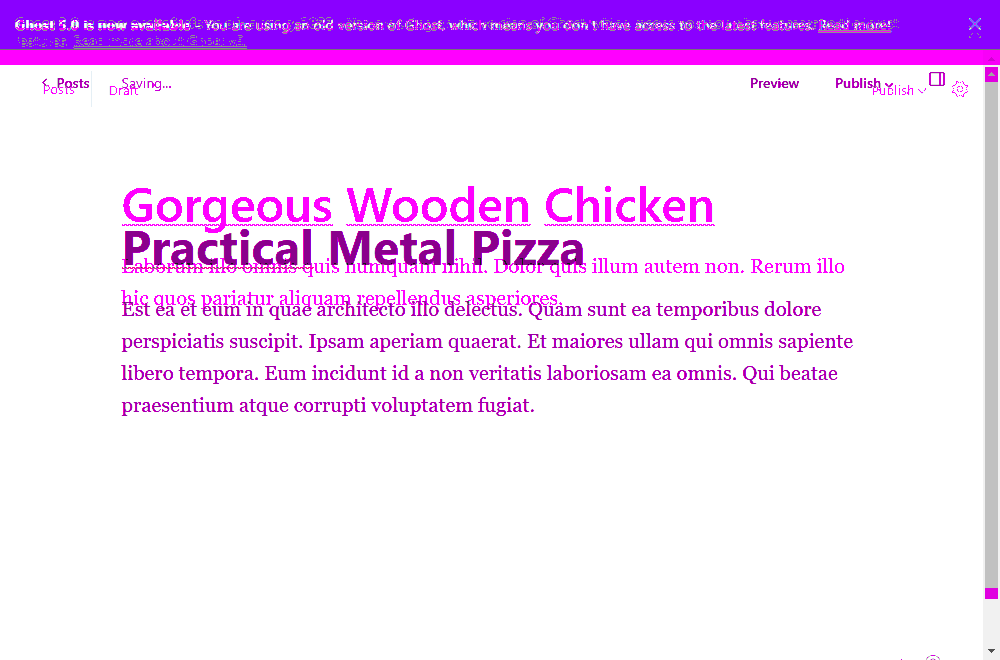 Ghost 5.0 is now available - You are using an old version of Ghost, which means you don't have access to the latest features. Read more!
features. Read more about Ghost
Posts Saving... Preview Publish
Posts Draft Publish
Gorgeous Wooden Chicken
Practical Metal Pizza
Laborum illo omnis quis numquam nihil. Dolor quis illum autem non. Rerum illo
hic quos pariatur aliquam repellendus asperiores.
Est ea et eum in quae architecto illo delectus. Quam sunt ea temporibus dolore
perspiciatis suscipit. Ipsam aperiam quaerat. Et maiores ullam qui omnis sapiente
libero tempora. Eum incidunt id a non veritatis laboriosam ea omnis. Qui beatae
praesentium atque corrupti voluptatem fugiat.